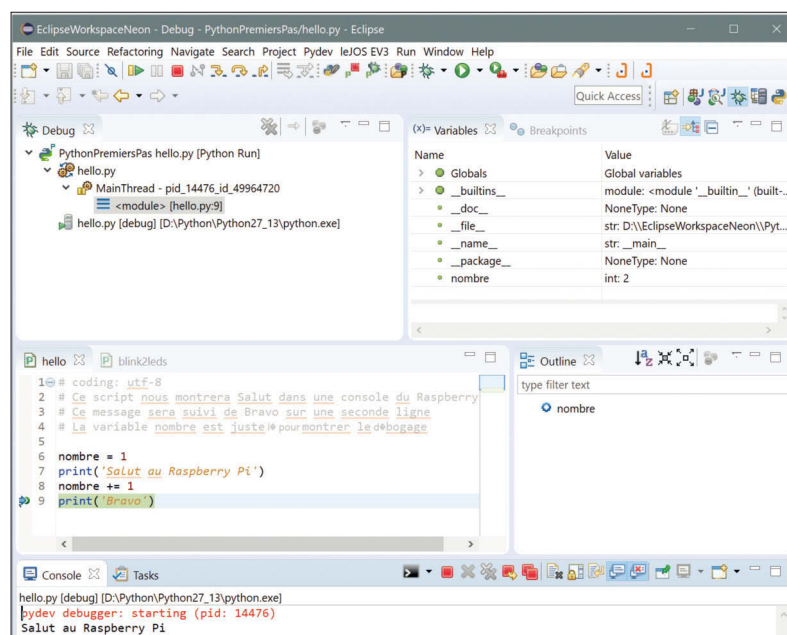 EclipseWorkspaceNeon - Debug - PythonPremiersPas/hello.py - Eclipse
File Edit Source Refactoring Navigate Search Project Pydev leJOS EV3 Run Window Help
Quick Access
Debug
PythonPremiersPas hello.py [Python Run]
hello.py
MainThread - pid_14476_id_49964720
<module> [hello.py:9]
hello.py [debug] [D:\Python\Python27_13\python.exe]
(x)= Variables Breakpoints
Name Value
Globals Global variables
__builtins__ module: <module '__builtin__' (built-...
__doc__ NoneType: None
__file__ str: D:\\EclipseWorkspaceNeon\\Pyt...
__name__ str: __main__
__package__ NoneType: None
nombre int: 2
hello blink2leds
1 # coding: utf-8
2 # Ce script nous montrera Salut dans une console du Raspberry
3 # Ce message sera suivi de Bravo sur une seconde ligne
4 # La variable nombre est juste l� pour montrer le d�bogage
5
6 nombre = 1
7 print('Salut au Raspberry Pi')
8 nombre += 1
9 print('Bravo')
Outline
type filter text
nombre
Console Tasks
hello.py [debug] [D:\Python\Python27_13\python.exe]
pydev debugger: starting (pid: 14476)
Salut au Raspberry Pi